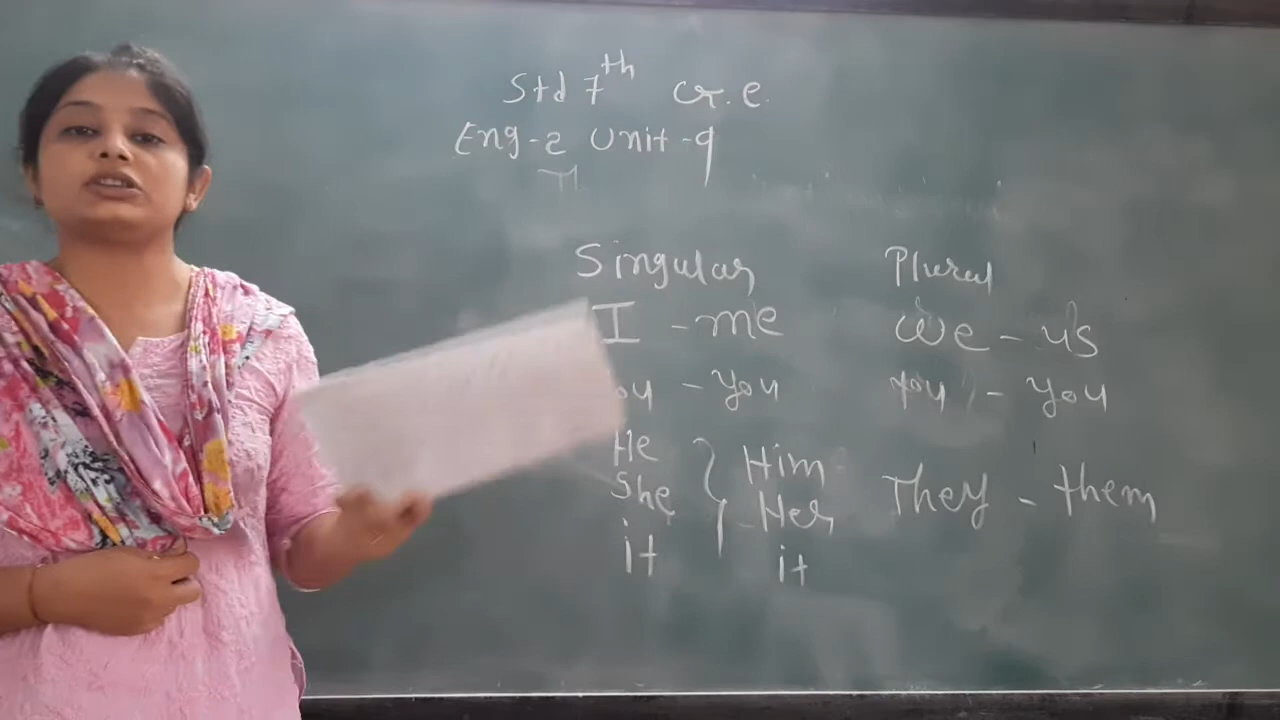 Std 7th G.E.
Eng-2 Unit-9
Singular Plural
I - me We - us
ou - you you - you
He Him
She Her They - them
it it